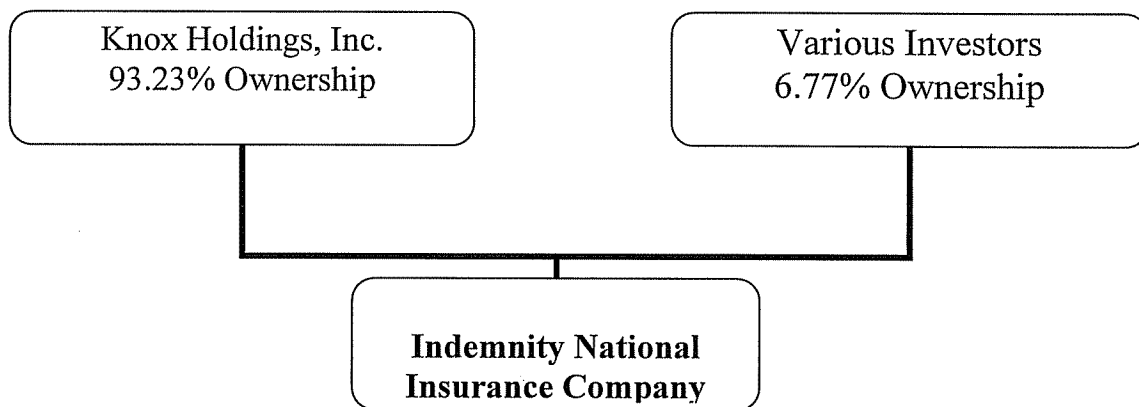 Knox Holdings, Inc.
93.23% Ownership
Various Investors
6.77% Ownership
Indemnity National
Insurance Company